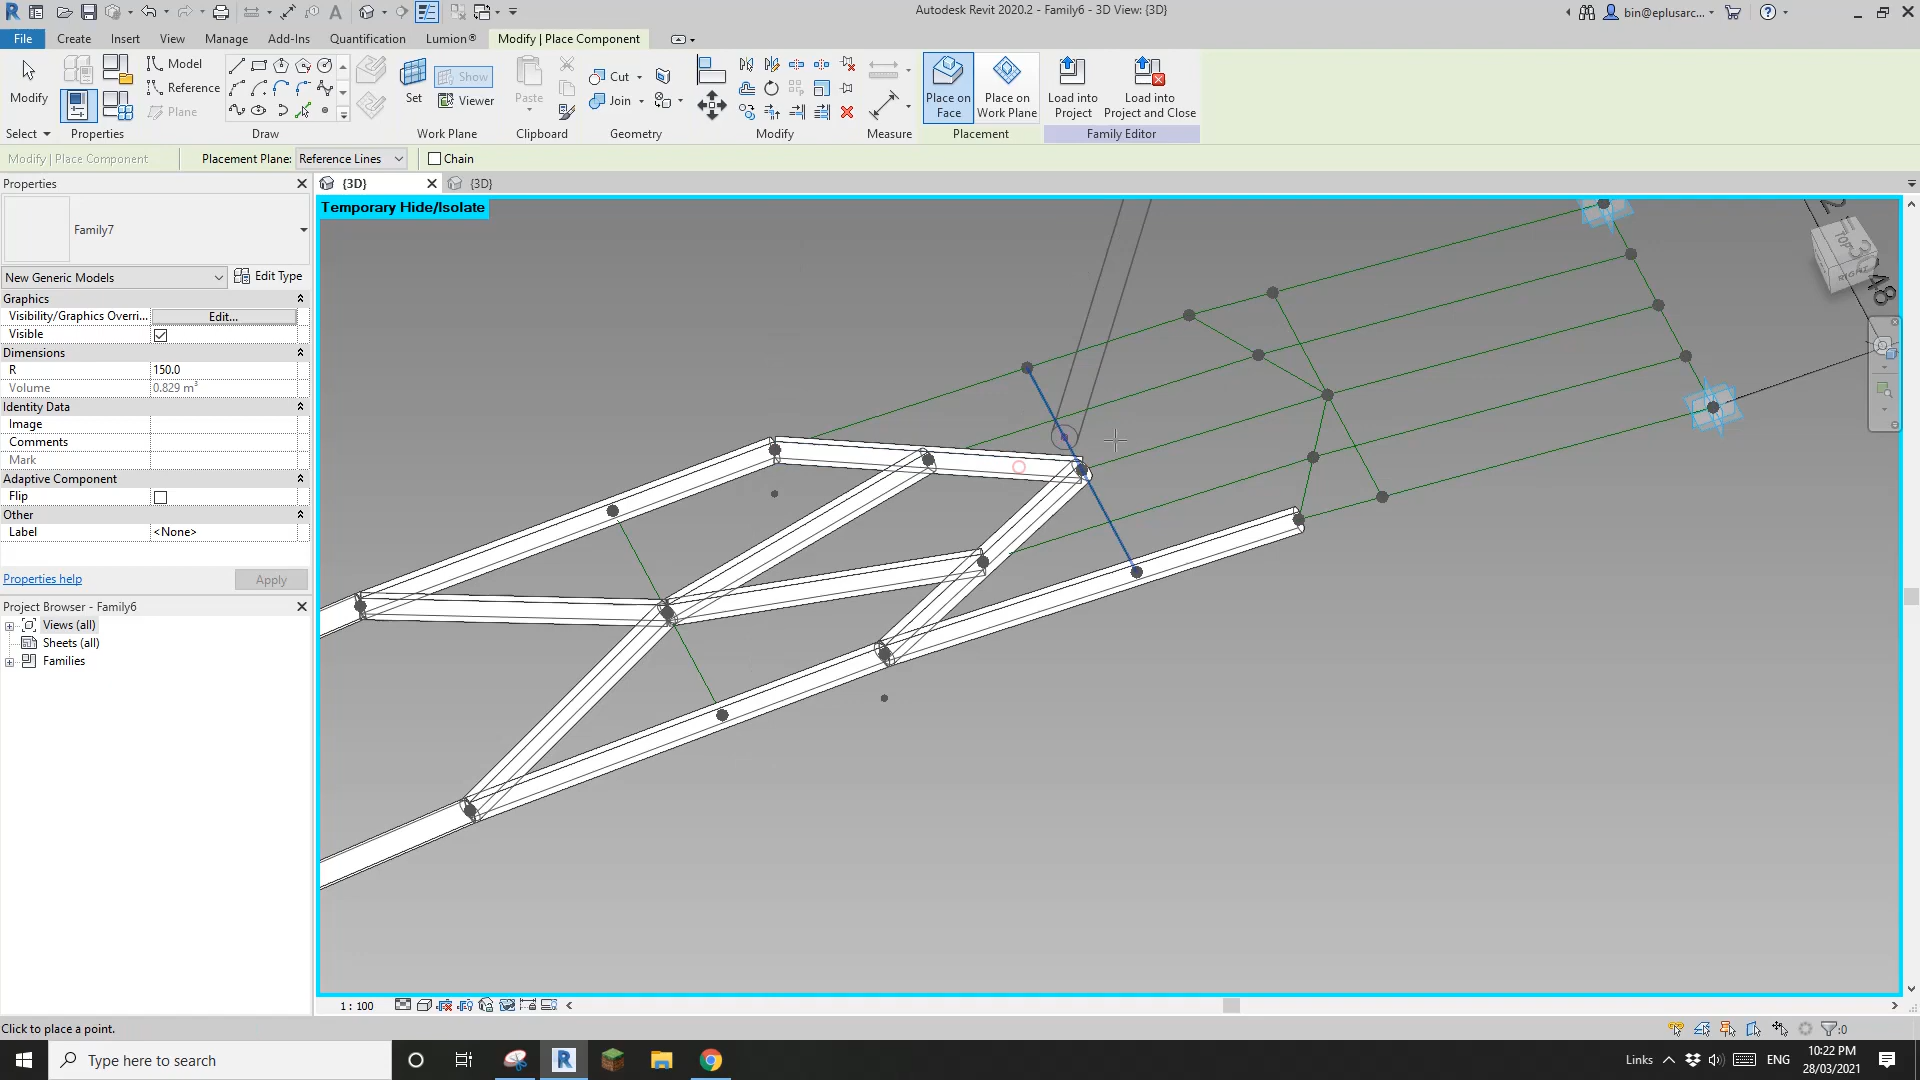 Autodesk Revit 2020.2 - Family6 - 3D View: {3D}
bin@eplusarc...
File Create Insert View Manage Add-Ins Quantification Lumion® Modify | Place Component
Modify
Select
Properties
Model
Reference
Plane
Draw
Set
Show
Viewer
Work Plane
Paste
Clipboard
Cut
Join
Geometry
Modify
Measure
Place on Face
Place on Work Plane
Placement
Load into Project
Load into Project and Close
Family Editor
Modify | Place Component
Placement Plane: Reference Lines
Chain
Properties
{3D}
{3D}
Temporary Hide/Isolate
Family7
New Generic Models
Edit Type
Graphics
Visibility/Graphics Overri... Edit...
Visible
Dimensions
R 150.0
Volume 0.829 m³
Identity Data
Image
Comments
Mark
Adaptive Component
Flip
Other
Label <None>
Properties help
Apply
Project Browser - Family6
Views (all)
Sheets (all)
Families
TOP
RIGHT
1 : 100
Click to place a point.
:0
Type here to search
Links
ENG
10:22 PM
28/03/2021